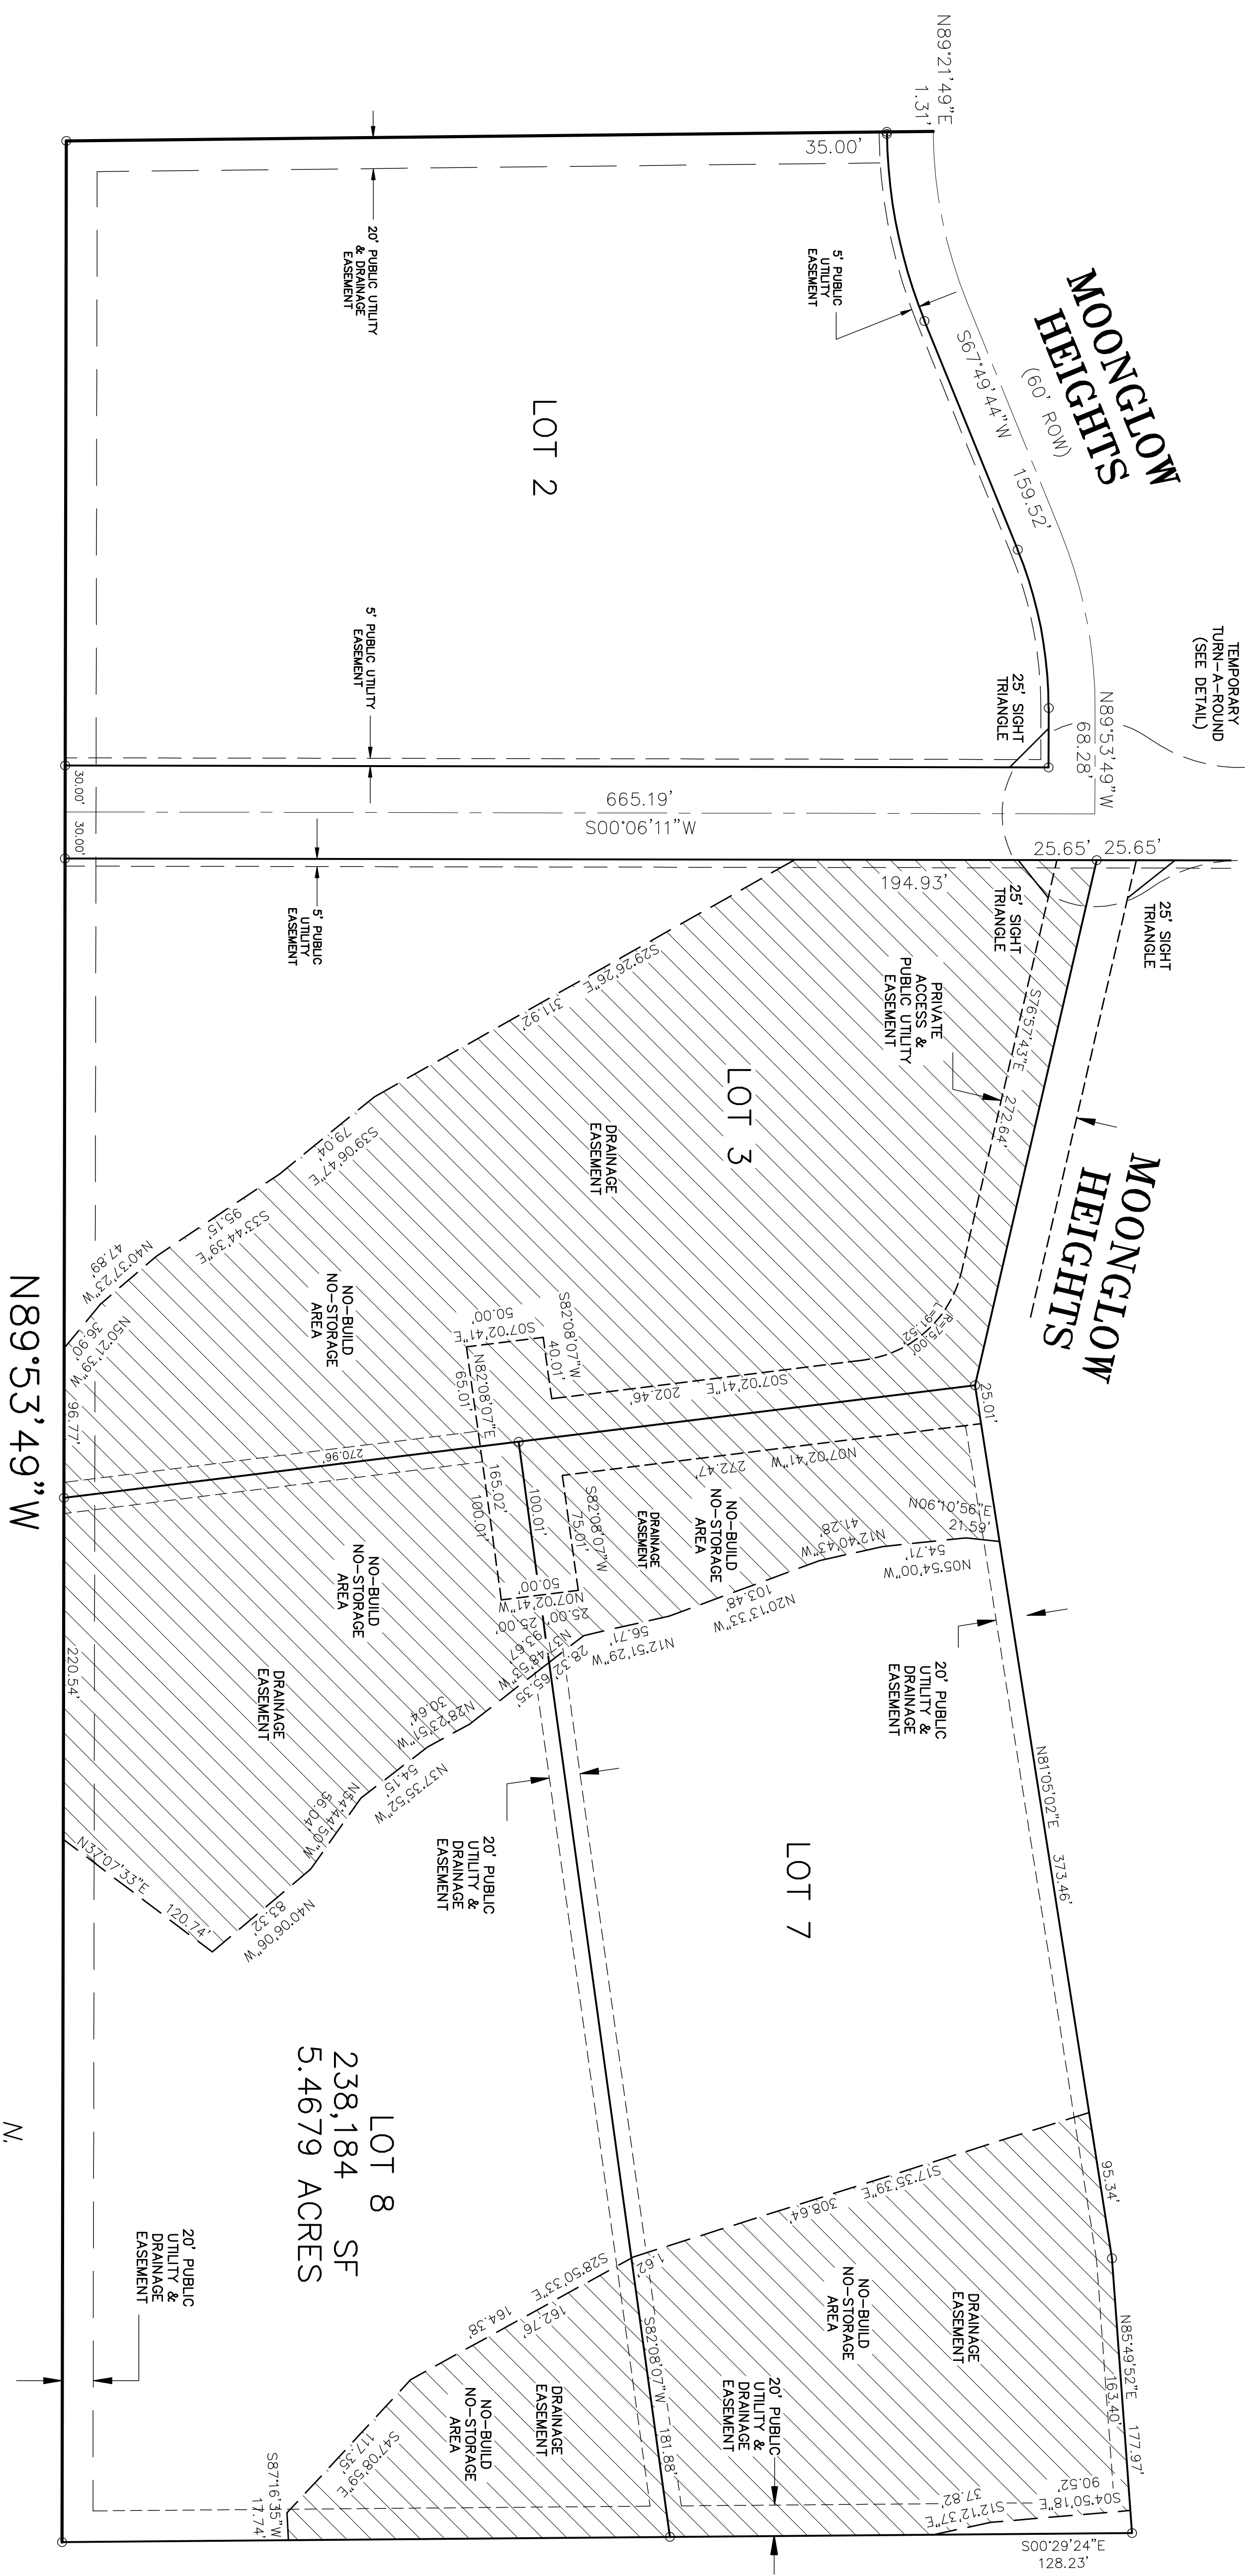 N89°21'49"E
1.31'
35.00'
MOONGLOW
HEIGHTS
(60' ROW)
S67°49'44"W
159.52'
5' PUBLIC
UTILITY
EASEMENT
20' PUBLIC UTILITY
& DRAINAGE
EASEMENT
LOT 2
5' PUBLIC UTILITY
EASEMENT
TEMPORARY
TURN-A-ROUND
(SEE DETAIL)
N89°53'49"W
68.28'
25' SIGHT
TRIANGLE
30.00'
30.00'
665.19'
S00°06'11"W
25.65'
25.65'
194.93'
25' SIGHT
TRIANGLE
25' SIGHT
TRIANGLE
5' PUBLIC
UTILITY
EASEMENT
PRIVATE
ACCESS &
PUBLIC UTILITY
EASEMENT
S76°57'43"E
272.64'
MOONGLOW
HEIGHTS
S29°26'26"E
311.92'
LOT 3
DRAINAGE
EASEMENT
S39°06'47"E
79.04'
S33°44'39"E
95.15'
N40°37'23"W
47.89'
N50°21'39"W
36.90'
96.77'
NO-BUILD
NO-STORAGE
AREA
R=75.00'
L=91.52'
S07°02'41"E
50.00'
S82°08'07"W
40.01'
S07°02'41"E
202.46'
N82°08'07"E
65.01'
165.02'
100.01'
270.96'
25.01'
N07°02'41"W
272.47'
100.01'
S82°08'07"W
75.01'
50.00'
N07°02'41"W
25.00'
25.00'
DRAINAGE
EASEMENT
NO-BUILD
NO-STORAGE
AREA
21.59'
N05°54'00"W
54.71'
N12°40'43"W
41.28'
N20°13'33"W
103.48'
N12°51'29"W
56.71'
28.32'
65.35'
N37°48'53"W
93.67'
N28°23'51"W
30.64'
N37°35'52"W
54.15'
N54°44'50"W
56.04'
N40°06'06"W
83.32'
N37°07'33"E
120.74'
NO-BUILD
NO-STORAGE
AREA
DRAINAGE
EASEMENT
220.54'
N89°53'49"W
20' PUBLIC
UTILITY &
DRAINAGE
EASEMENT
20' PUBLIC
UTILITY &
DRAINAGE
EASEMENT
N81°05'02"E
373.46'
LOT 7
LOT 8
238,184 SF
5.4679 ACRES
20' PUBLIC
UTILITY &
DRAINAGE
EASEMENT
95.34'
S17°35'39"E
308.64'
1.62'
S28°50'33"E
162.76'
164.38'
S82°08'07"W
181.88'
NO-BUILD
NO-STORAGE
AREA
DRAINAGE
EASEMENT
N85°49'52"E
163.40'
177.97'
20' PUBLIC
UTILITY &
DRAINAGE
EASEMENT
DRAINAGE
EASEMENT
NO-BUILD
NO-STORAGE
AREA
S47°08'59"E
117.35'
S87°16'35"W
17.74'
S04°50'18"E
90.52'
S12°12'37"E
37.82'
S00°29'24"E
128.23'
N.